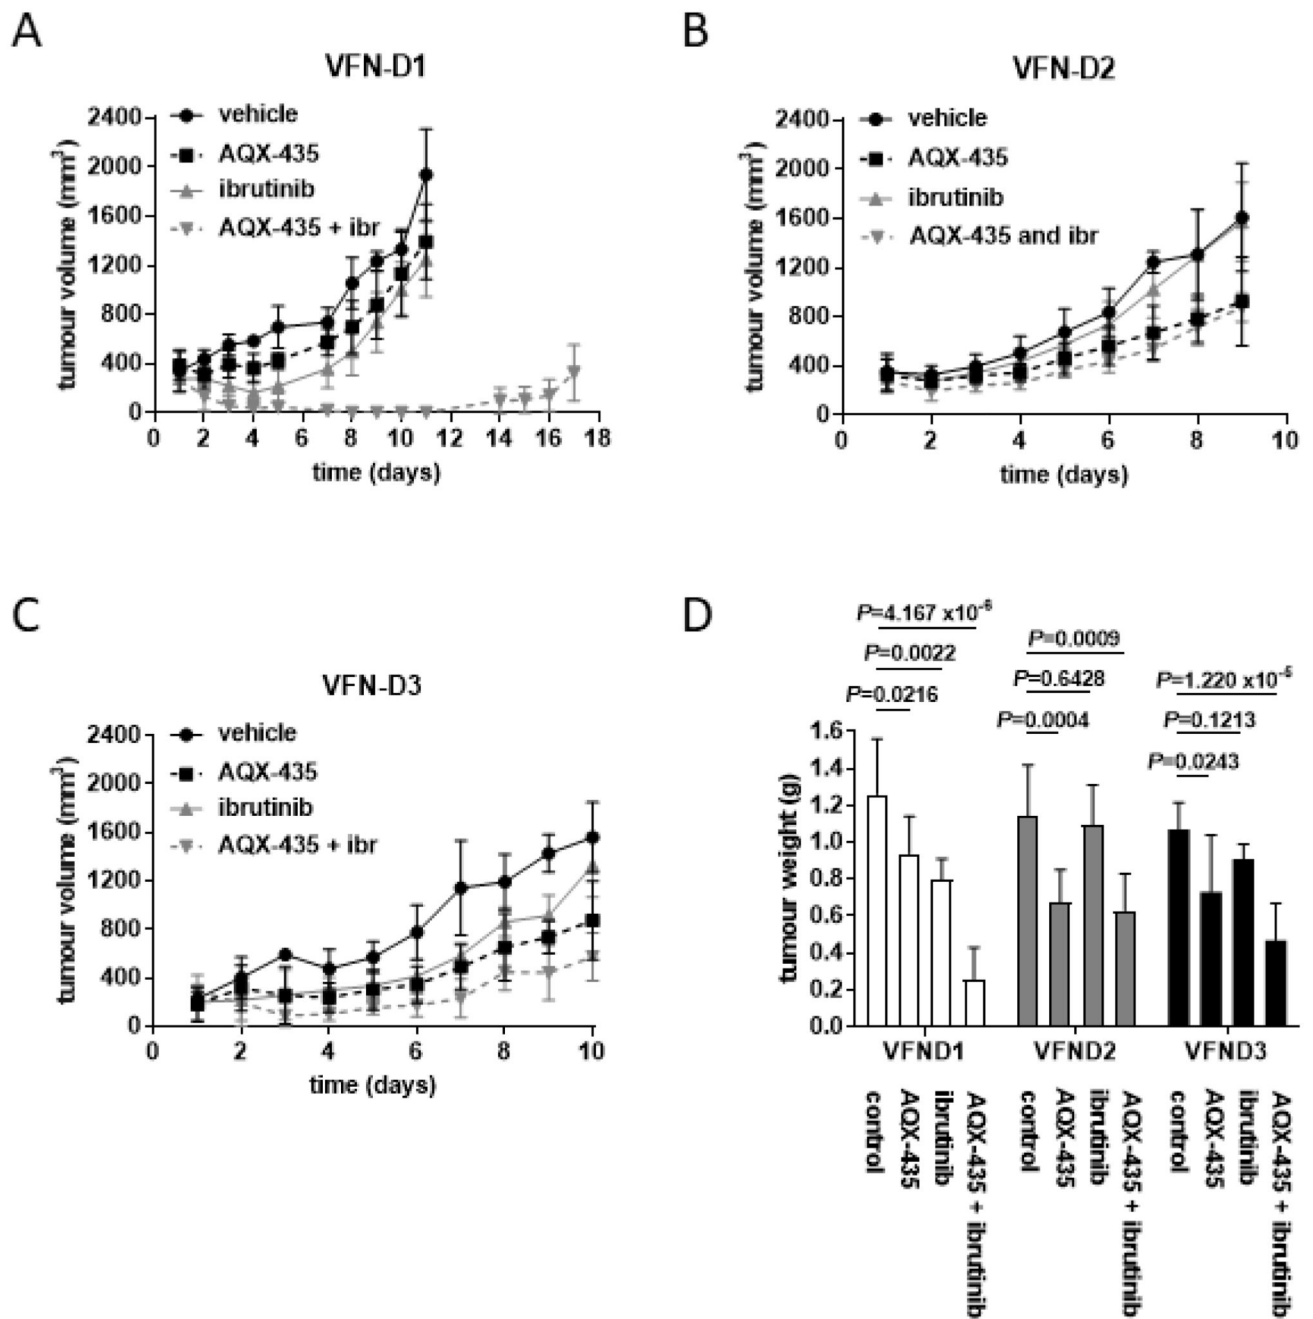 A
VFN-D1
vehicle
AQX-435
ibrutinib
AQX-435 + ibr
2400
2000
1600
1200
800
400
0
tumour volume (mm³)
0 2 4 6 8 10 12 14 16 18
time (days)
B
VFN-D2
vehicle
AQX-435
ibrutinib
AQX-435 and ibr
2400
2000
1600
1200
800
400
0
tumour volume (mm³)
0 2 4 6 8 10
time (days)
C
VFN-D3
vehicle
AQX-435
ibrutinib
AQX-435 + ibr
2400
2000
1600
1200
800
400
0
tumour volume (mm³)
0 2 4 6 8 10
time (days)
D
P=4.167 x10⁻⁶
P=0.0022
P=0.0216
P=0.0009
P=0.6428
P=0.0004
P=1.220 x10⁻⁵
P=0.1213
P=0.0243
1.6
1.4
1.2
1.0
0.8
0.6
0.4
0.2
0.0
tumour weight (g)
VFND1 VFND2 VFND3
control
AQX-435
ibrutinib
AQX-435 + ibrutinib
control
AQX-435
ibrutinib
AQX-435 + ibrutinib
control
AQX-435
ibrutinib
AQX-435 + ibrutinib